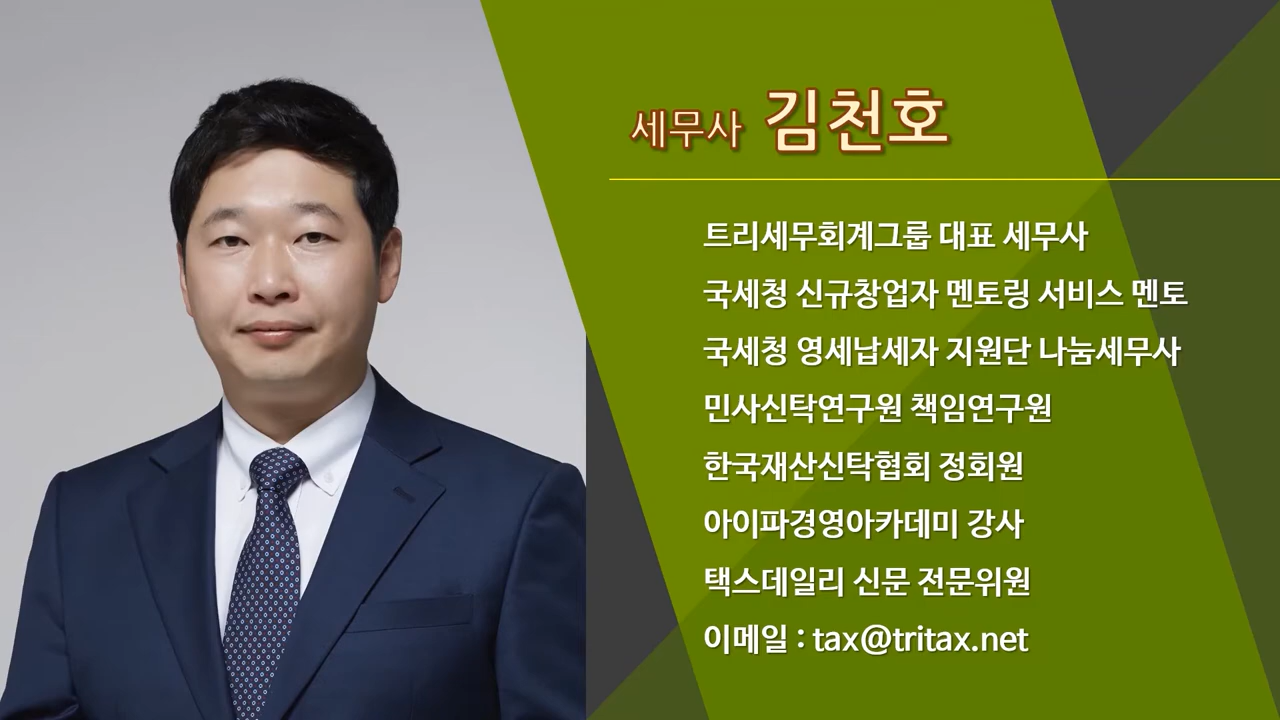 세무사 김천호
트리세무회계그룹 대표 세무사
국세청 신규창업자 멘토링 서비스 멘토
국세청 영세납세자 지원단 나눔세무사
민사신탁연구원 책임연구원
한국재산신탁협회 정회원
아이파경영아카데미 강사
택스데일리 신문 전문위원
이메일 : tax@tritax.net